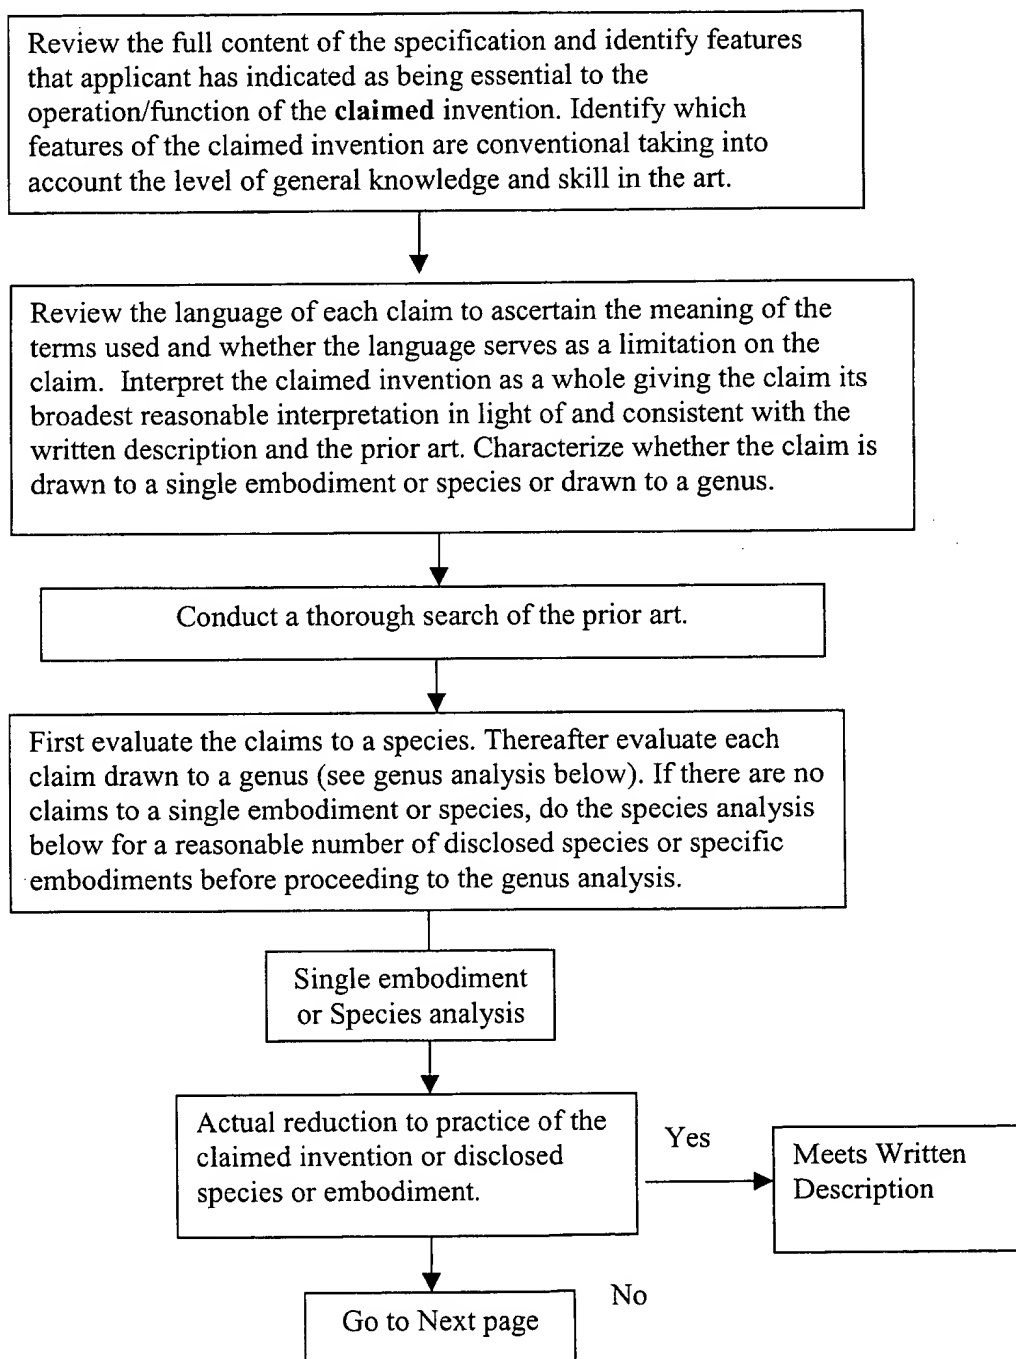 Review the full content of the specification and identify features
that applicant has indicated as being essential to the
operation/function of the claimed invention. Identify which
features of the claimed invention are conventional taking into
account the level of general knowledge and skill in the art.
Review the language of each claim to ascertain the meaning of the
terms used and whether the language serves as a limitation on the
claim. Interpret the claimed invention as a whole giving the claim its
broadest reasonable interpretation in light of and consistent with the
written description and the prior art. Characterize whether the claim is
drawn to a single embodiment or species or drawn to a genus.
Conduct a thorough search of the prior art.
First evaluate the claims to a species. Thereafter evaluate each
claim drawn to a genus (see genus analysis below). If there are no
claims to a single embodiment or species, do the species analysis
below for a reasonable number of disclosed species or specific
embodiments before proceeding to the genus analysis.
Single embodiment
or Species analysis
Actual reduction to practice of the
claimed invention or disclosed
species or embodiment.
Yes
Meets Written
Description
No
Go to Next page